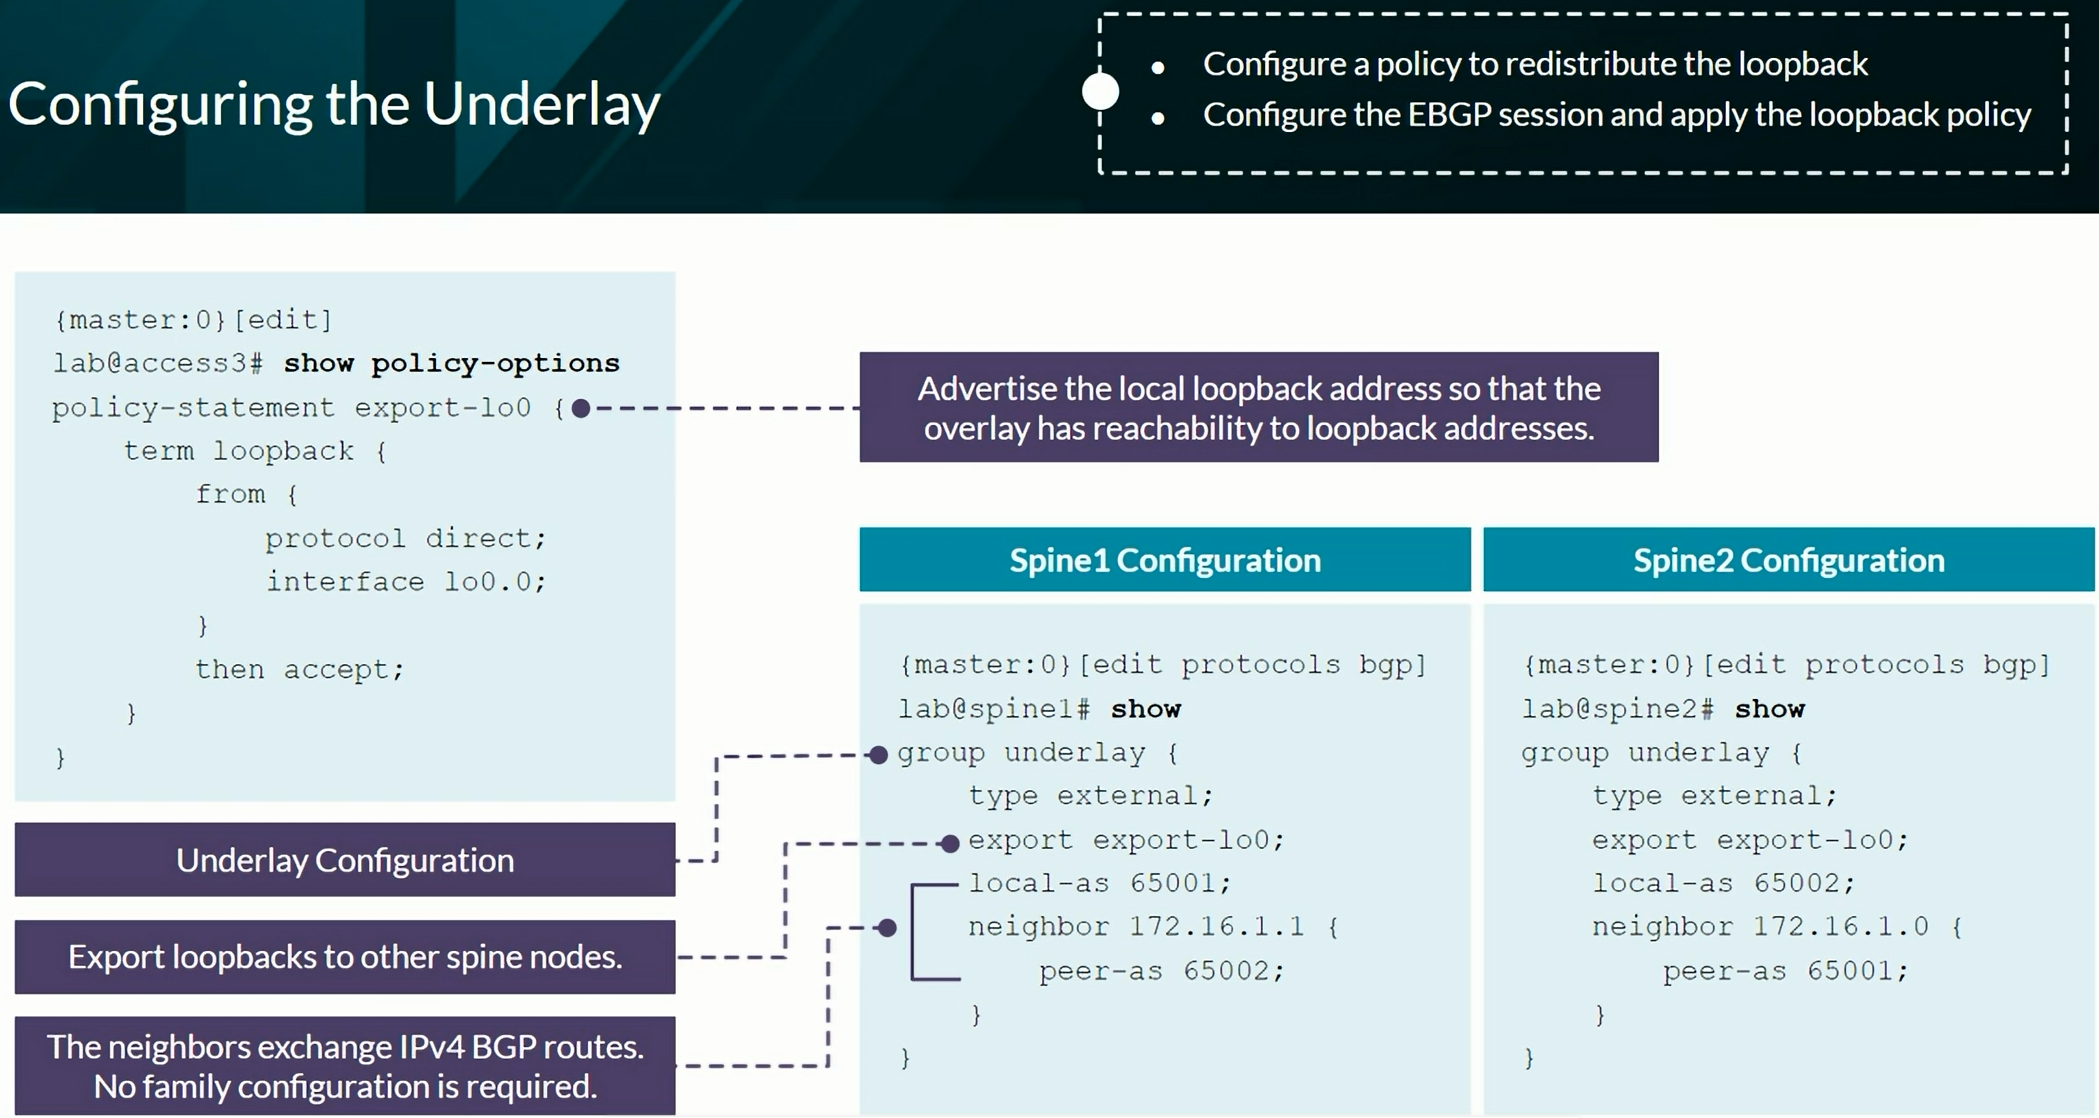 Configuring the Underlay
• Configure a policy to redistribute the loopback
• Configure the EBGP session and apply the loopback policy
{master:0}[edit]
lab@access3# show policy-options
policy-statement export-lo0 {
    term loopback {
        from {
            protocol direct;
            interface lo0.0;
        }
        then accept;
    }
}
Advertise the local loopback address so that the
overlay has reachability to loopback addresses.
Underlay Configuration
Export loopbacks to other spine nodes.
The neighbors exchange IPv4 BGP routes.
No family configuration is required.
Spine1 Configuration
{master:0}[edit protocols bgp]
lab@spine1# show
group underlay {
    type external;
    export export-lo0;
    local-as 65001;
    neighbor 172.16.1.1 {
        peer-as 65002;
    }
}
Spine2 Configuration
{master:0}[edit protocols bgp]
lab@spine2# show
group underlay {
    type external;
    export export-lo0;
    local-as 65002;
    neighbor 172.16.1.0 {
        peer-as 65001;
    }
}